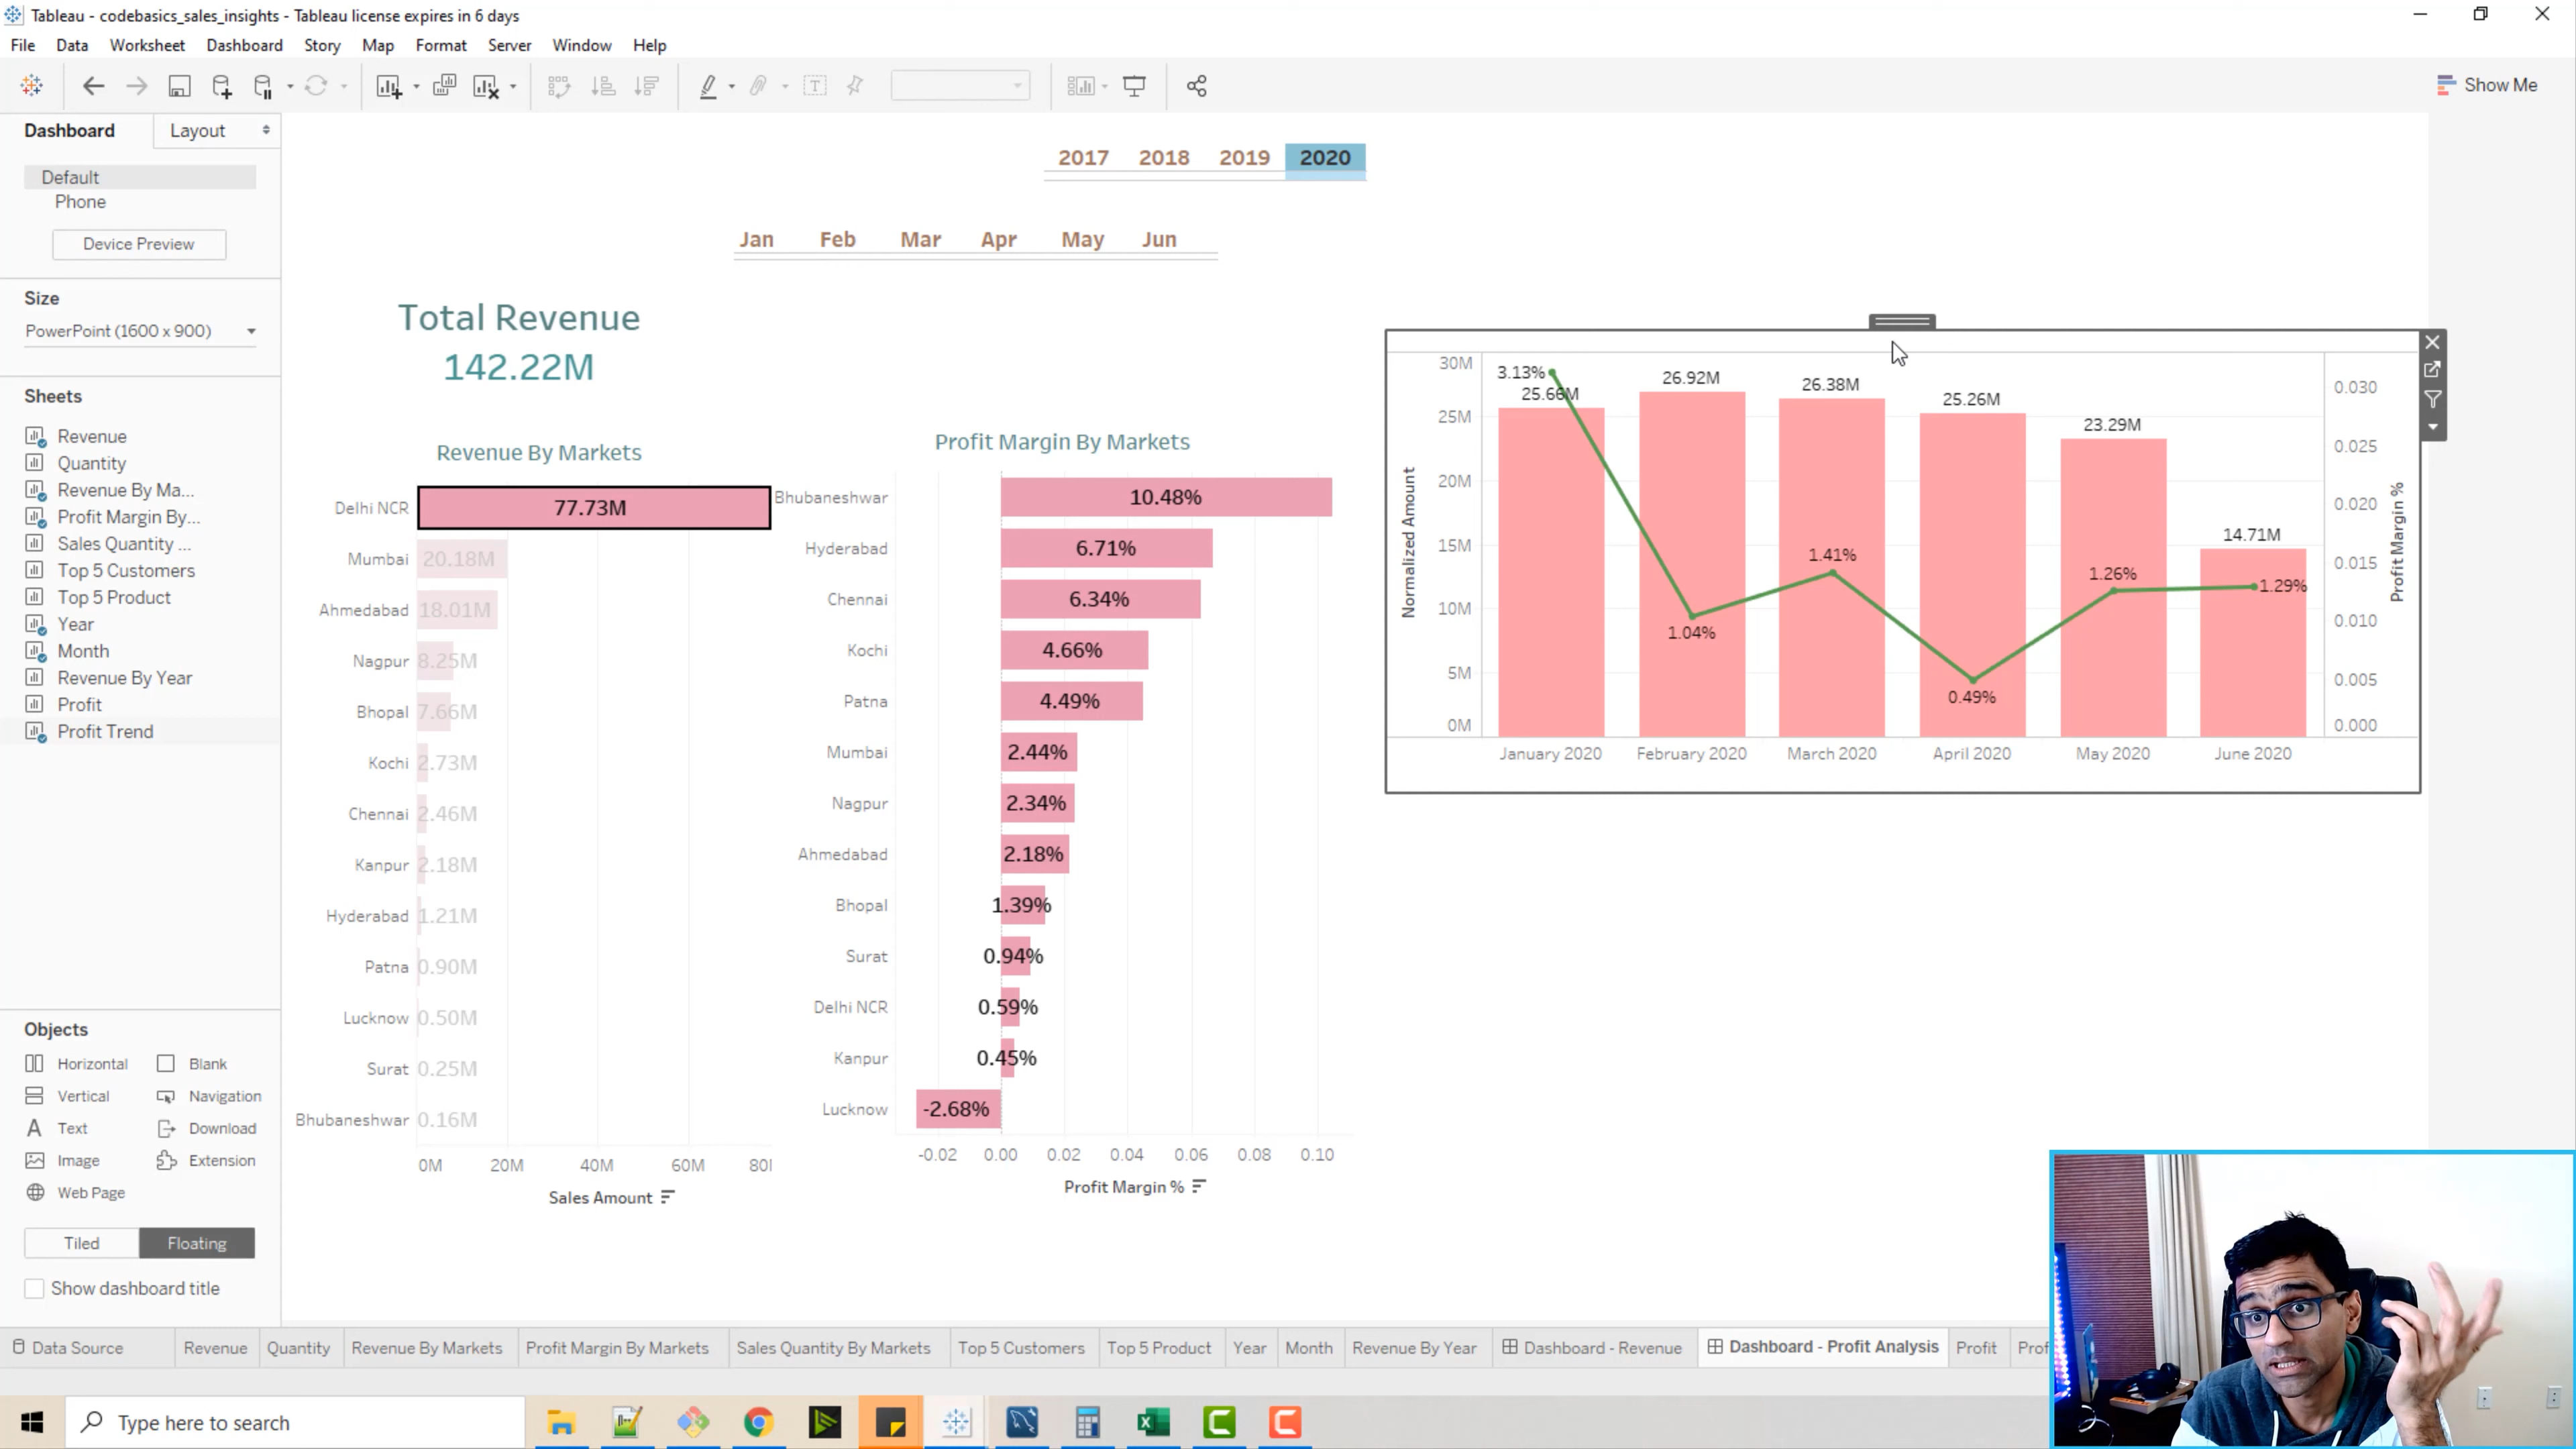 Tableau - codebasics_sales_insights - Tableau license expires in 6 days
File Data Worksheet Dashboard Story Map Format Server Window Help
Show Me
Dashboard Layout
Default
Phone
Device Preview
Size
PowerPoint (1600 x 900)
Sheets
Revenue
Quantity
Revenue By Ma...
Profit Margin By...
Sales Quantity ...
Top 5 Customers
Top 5 Product
Year
Month
Revenue By Year
Profit
Profit Trend
Objects
Horizontal Blank
Vertical Navigation
Text Download
Image Extension
Web Page
Tiled Floating
Show dashboard title
2017 2018 2019 2020
Jan Feb Mar Apr May Jun
Total Revenue
142.22M
Revenue By Markets
Delhi NCR 77.73M
Mumbai 20.18M
Ahmedabad 18.01M
Nagpur 8.25M
Bhopal 7.66M
Kochi 2.73M
Chennai 2.46M
Kanpur 2.18M
Hyderabad 1.21M
Patna 0.90M
Lucknow 0.50M
Surat 0.25M
Bhubaneshwar 0.16M
0M 20M 40M 60M
Sales Amount
Profit Margin By Markets
Bhubaneshwar 10.48%
Hyderabad 6.71%
Chennai 6.34%
Kochi 4.66%
Patna 4.49%
Mumbai 2.44%
Nagpur 2.34%
Ahmedabad 2.18%
Bhopal 1.39%
Surat 0.94%
Delhi NCR 0.59%
Kanpur 0.45%
Lucknow -2.68%
-0.02 0.00 0.02 0.04 0.06 0.08 0.10
Profit Margin %
Normalized Amount
30M
25M
20M
15M
10M
5M
0M
3.13%
25.66M
26.92M
26.38M
25.26M
23.29M
14.71M
1.04%
1.41%
0.49%
1.26%
1.29%
0.030
0.025
0.020
0.015
0.010
0.005
0.000
Profit Margin %
January 2020 February 2020 March 2020 April 2020 May 2020 June 2020
Data Source Revenue Quantity Revenue By Markets Profit Margin By Markets Sales Quantity By Markets Top 5 Customers Top 5 Product Year Month Revenue By Year Dashboard - Revenue Dashboard - Profit Analysis Profit Prof
Type here to search